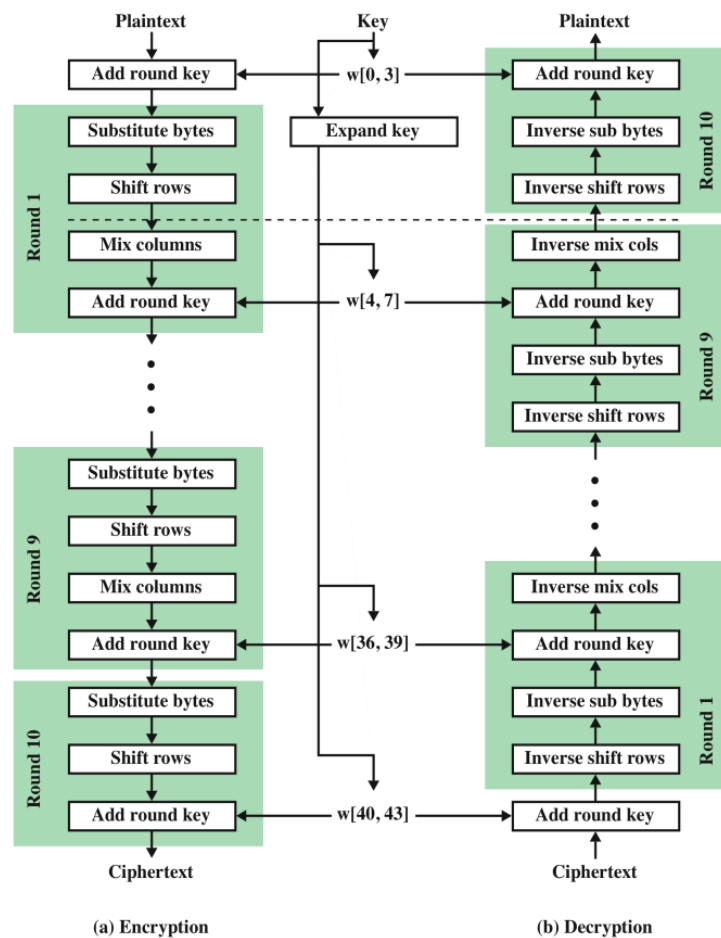 Plaintext
Key
Plaintext
Add round key
w[0, 3]
Add round key
Substitute bytes
Expand key
Inverse sub bytes
Round 10
Shift rows
Inverse shift rows
Round 1
Mix columns
Inverse mix cols
Add round key
w[4, 7]
Add round key
Round 9
Inverse sub bytes
Inverse shift rows
Substitute bytes
Shift rows
Round 9
Mix columns
Inverse mix cols
Add round key
w[36, 39]
Add round key
Substitute bytes
Inverse sub bytes
Round 1
Round 10
Shift rows
Inverse shift rows
Add round key
w[40, 43]
Add round key
Ciphertext
Ciphertext
(a) Encryption
(b) Decryption